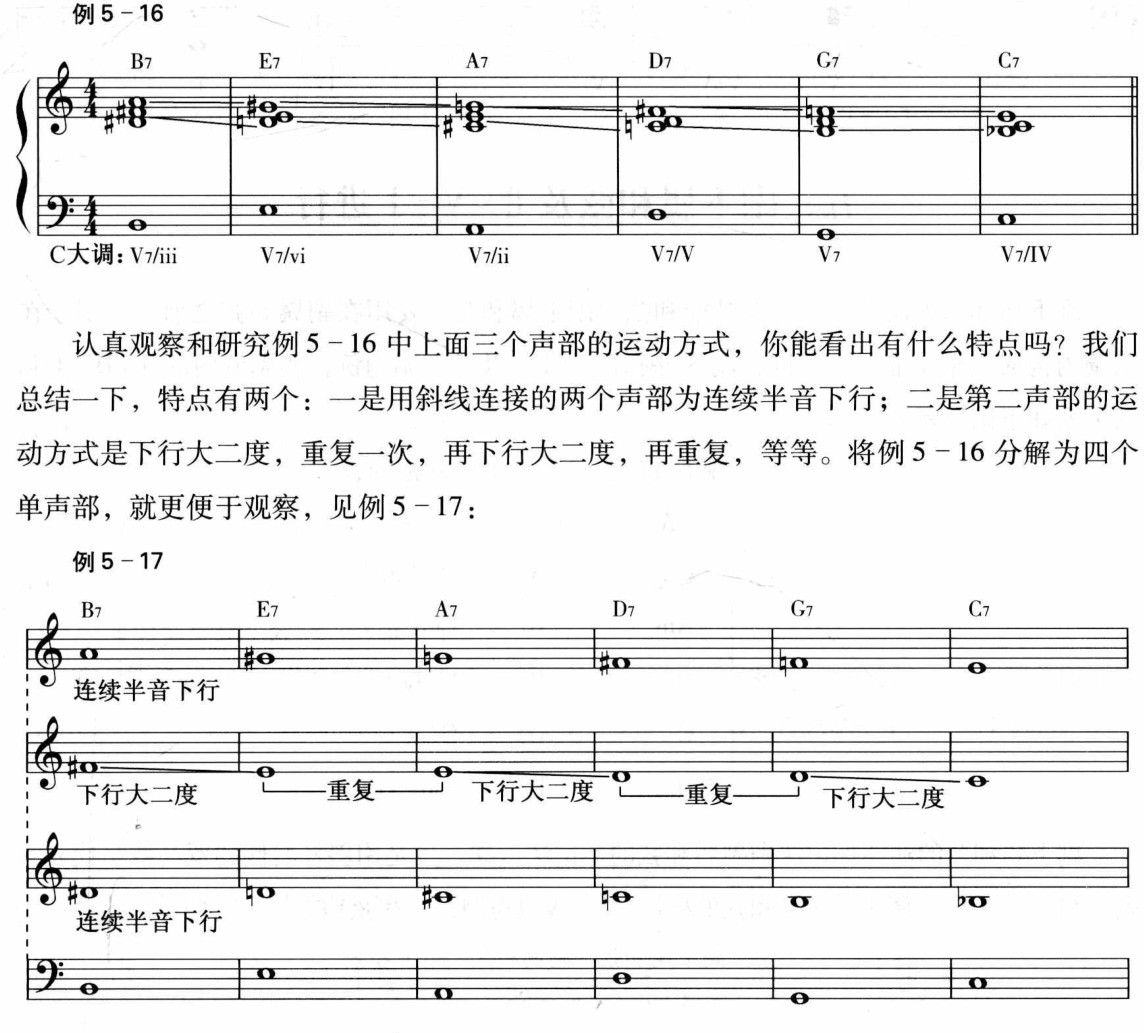 例 5－16
B7 E7 A7 D7 G7 C7
4 4
4 4
C大调: V7/iii V7/vi V7/ii V7/V V7 V7/IV
认真观察和研究例 5－16 中上面三个声部的运动方式，你能看出有什么特点吗？我们
总结一下，特点有两个：一是用斜线连接的两个声部为连续半音下行；二是第二声部的运
动方式是下行大二度，重复一次，再下行大二度，再重复，等等。将例 5－16 分解为四个
单声部，就更便于观察，见例 5－17：
例 5－17
B7 E7 A7 D7 G7 C7
连续半音下行
下行大二度 重复 下行大二度 重复 下行大二度
连续半音下行